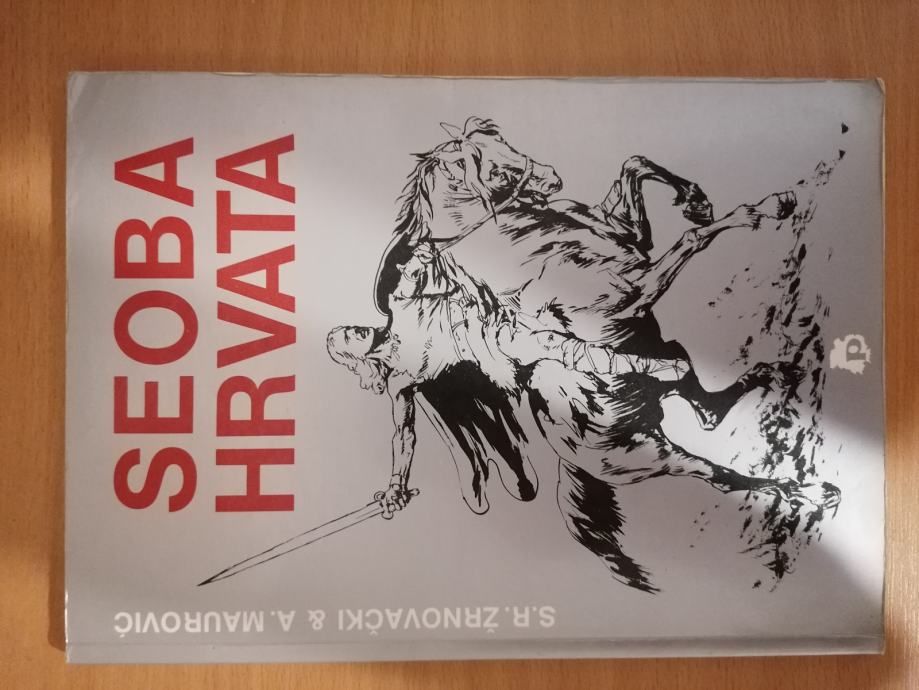 SEOBA
HRVATA
S.R. ŽRNOVAČKI & A. MAUROVIĆ
p